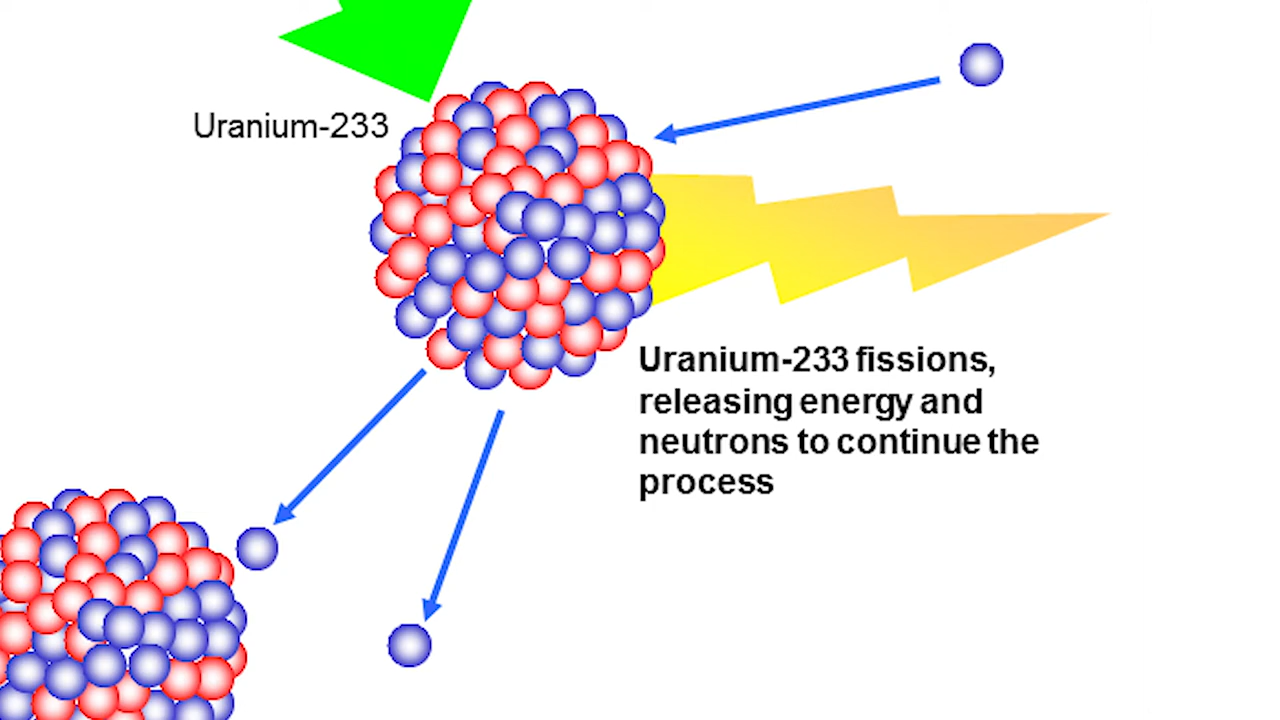 Uranium-233
Uranium-233 fissions,
releasing energy and
neutrons to continue the
process